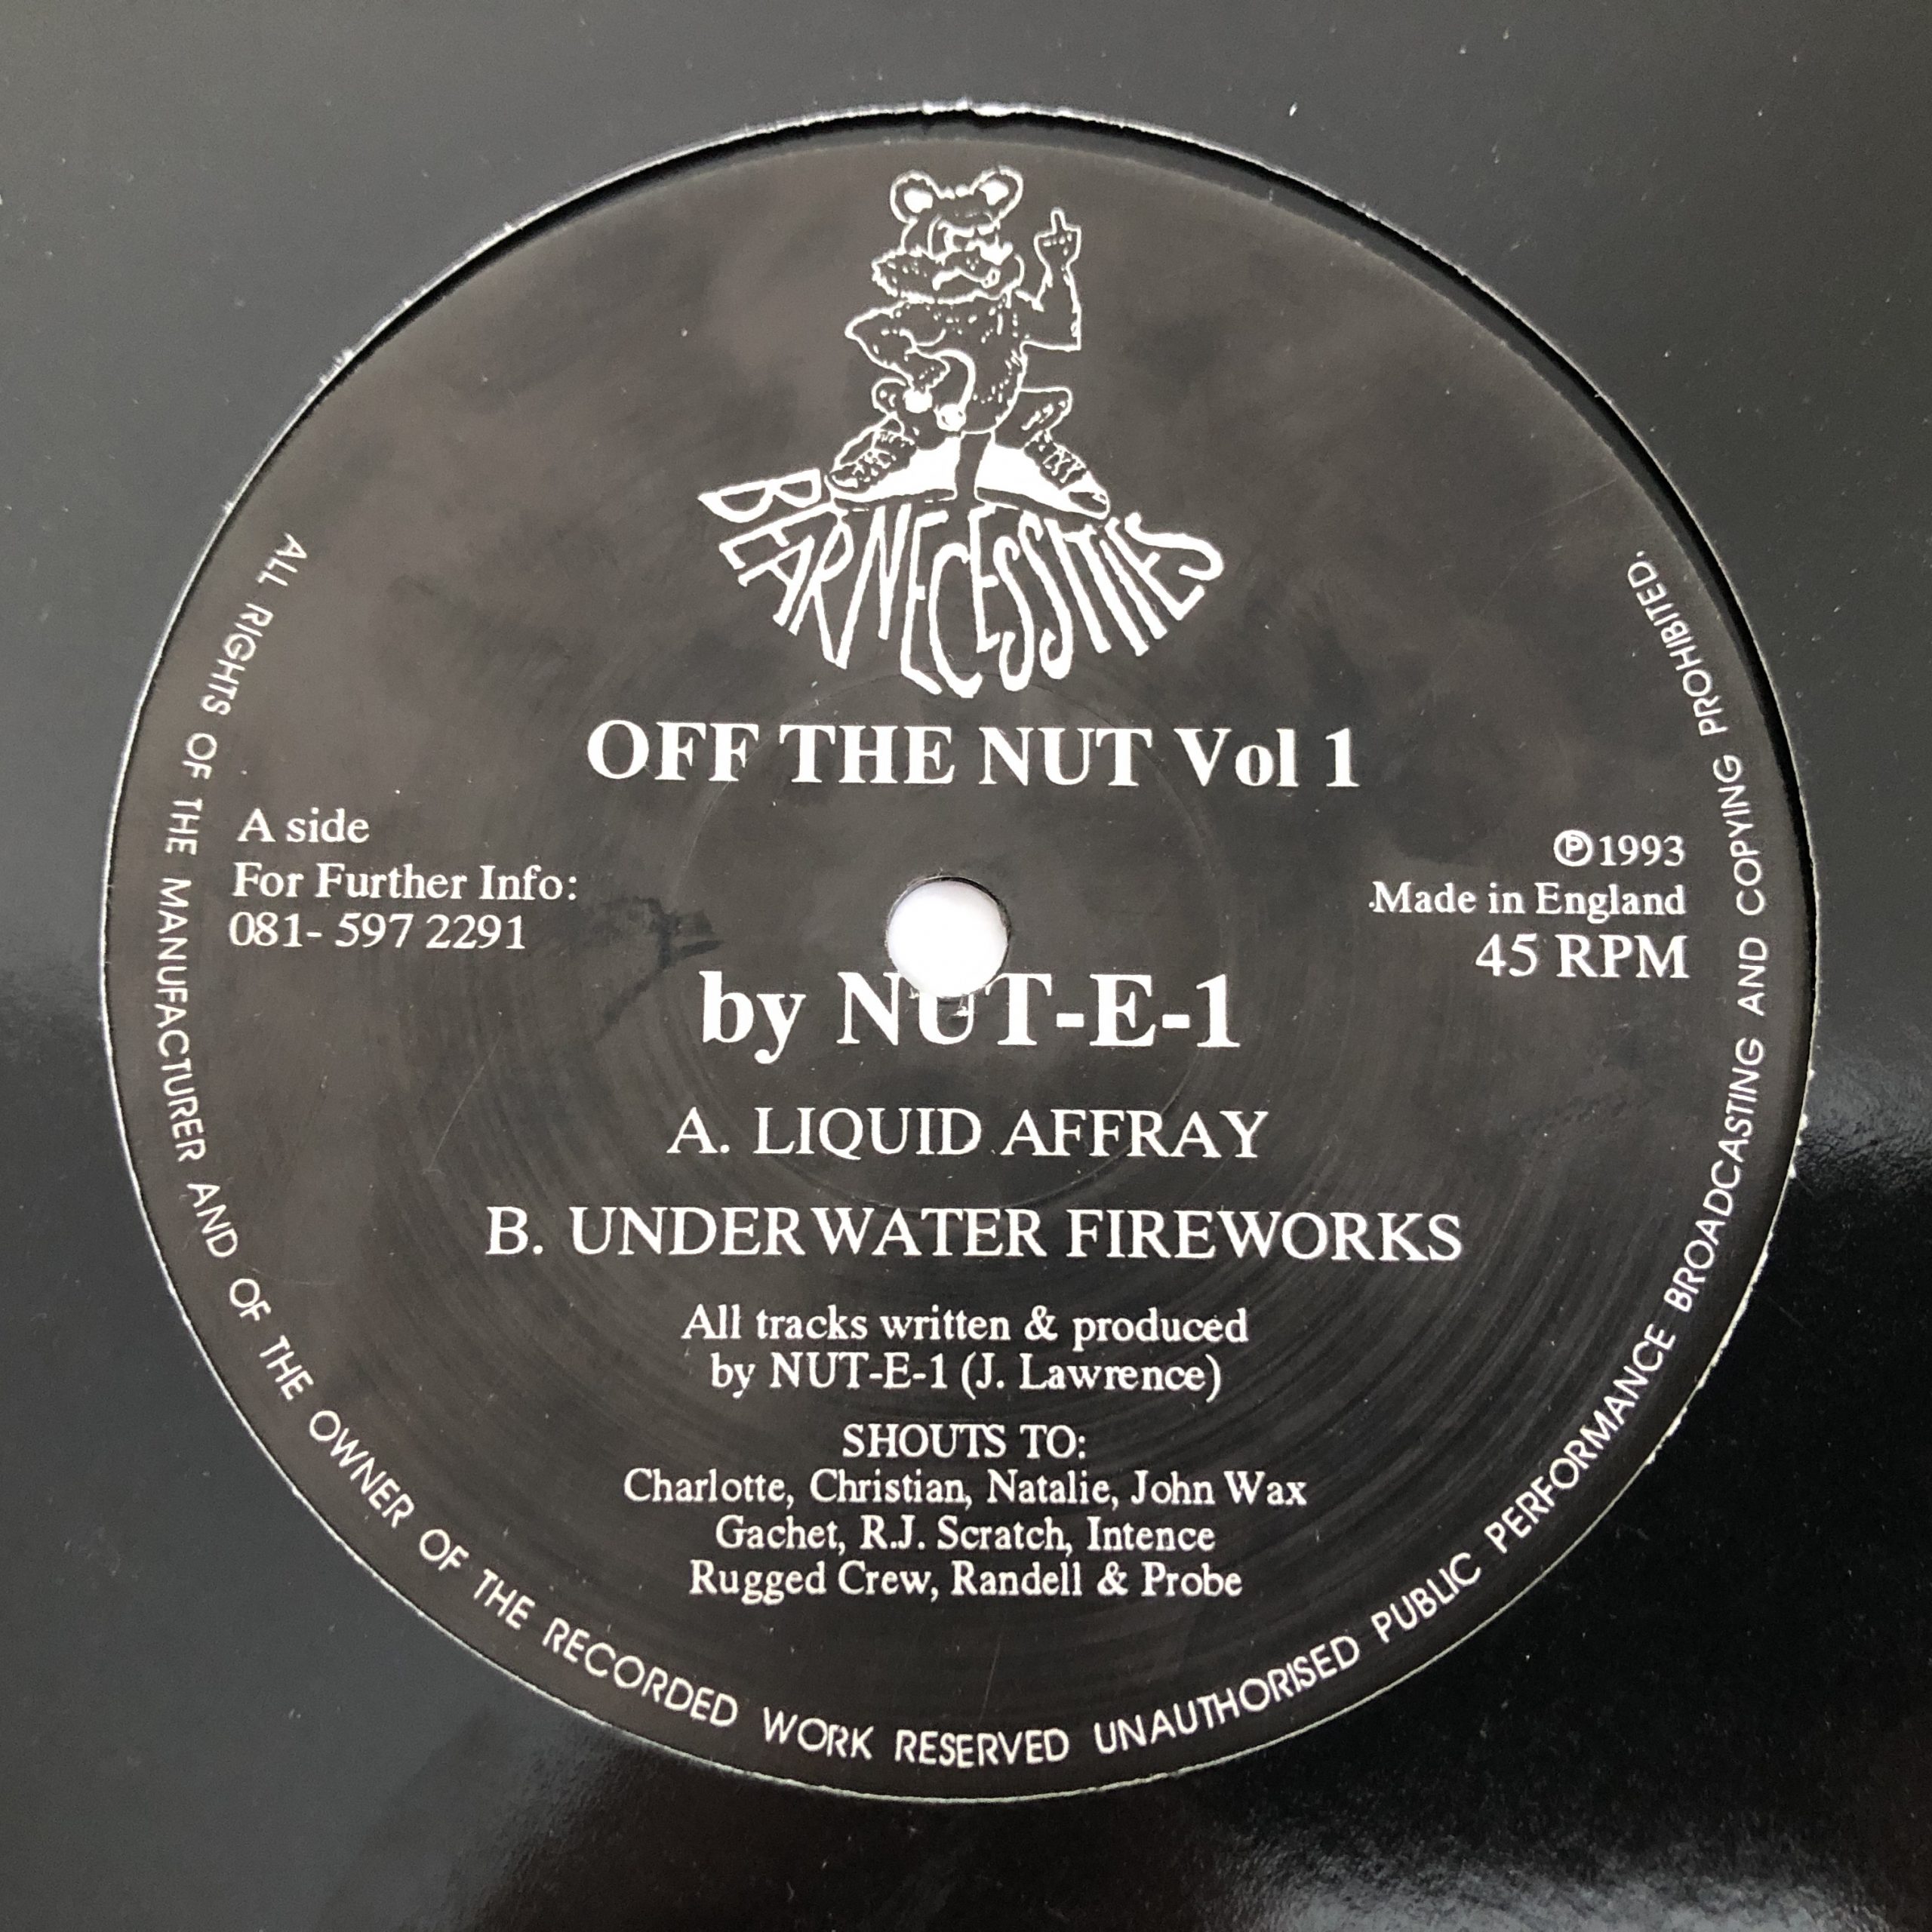 BEAR NECESSITIES
OFF THE NUT Vol 1
A side
For Further Info:
081- 597 2291
℗1993
Made in England
45 RPM
by NUT-E-1
A. LIQUID AFFRAY
B. UNDERWATER FIREWORKS
All tracks written & produced
by NUT-E-1 (J. Lawrence)
SHOUTS TO:
Charlotte, Christian, Natalie, John Wax
Gachet, R.J. Scratch, Intence
Rugged Crew, Randell & Probe
ALL RIGHTS OF THE MANUFACTURER AND OF THE OWNER OF THE RECORDED WORK RESERVED UNAUTHORISED PUBLIC PERFORMANCE BROADCASTING AND COPYING PROHIBITED.